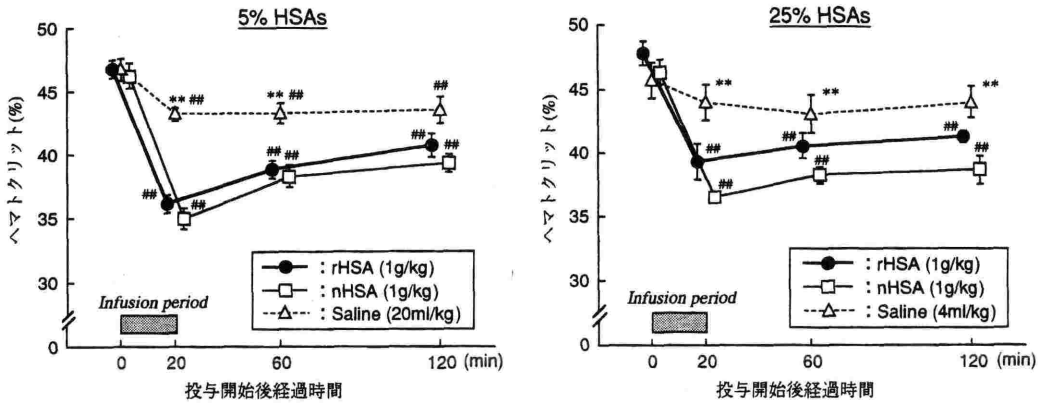 5% HSAs
ヘマトクリット(%)
50
45
40
35
30
0
** ##
** ##
##
##
##
##
##
##
##
● : rHSA (1g/kg)
□ : nHSA (1g/kg)
△ : Saline (20ml/kg)
Infusion period
0 20 60 120 (min)
投与開始後経過時間
25% HSAs
ヘマトクリット(%)
50
45
40
35
30
0
**
**
**
##
##
##
##
##
##
● : rHSA (1g/kg)
□ : nHSA (1g/kg)
△ : Saline (4ml/kg)
Infusion period
0 20 60 120 (min)
投与開始後経過時間